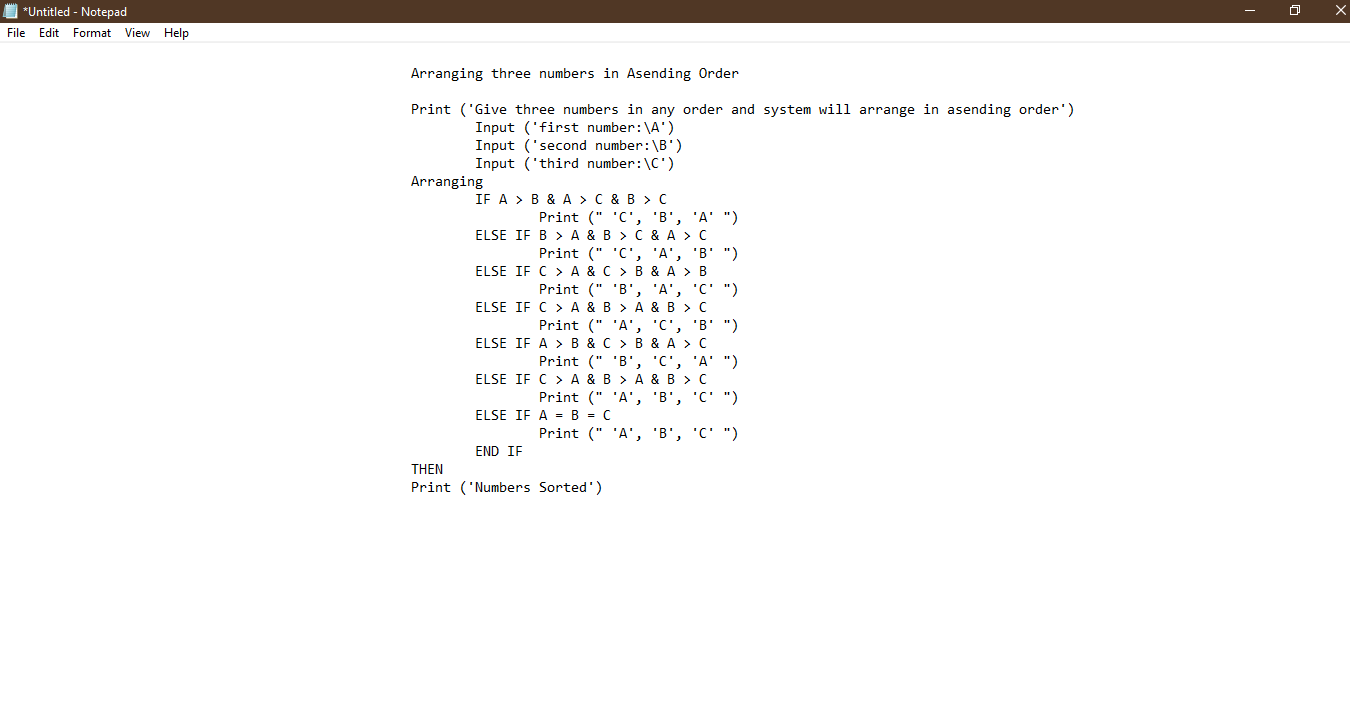 *Untitled - Notepad
File Edit Format View Help
Arranging three numbers in Asending Order
Print ('Give three numbers in any order and system will arrange in asending order')
Input ('first number:\A')
Input ('second number:\B')
Input ('third number:\C')
Arranging
IF A > B & A > C & B > C
Print (" 'C', 'B', 'A' ")
ELSE IF B > A & B > C & A > C
Print (" 'C', 'A', 'B' ")
ELSE IF C > A & C > B & A > B
Print (" 'B', 'A', 'C' ")
ELSE IF C > A & B > A & B > C
Print (" 'A', 'C', 'B' ")
ELSE IF A > B & C > B & A > C
Print (" 'B', 'C', 'A' ")
ELSE IF C > A & B > A & B > C
Print (" 'A', 'B', 'C' ")
ELSE IF A = B = C
Print (" 'A', 'B', 'C' ")
END IF
THEN
Print ('Numbers Sorted')